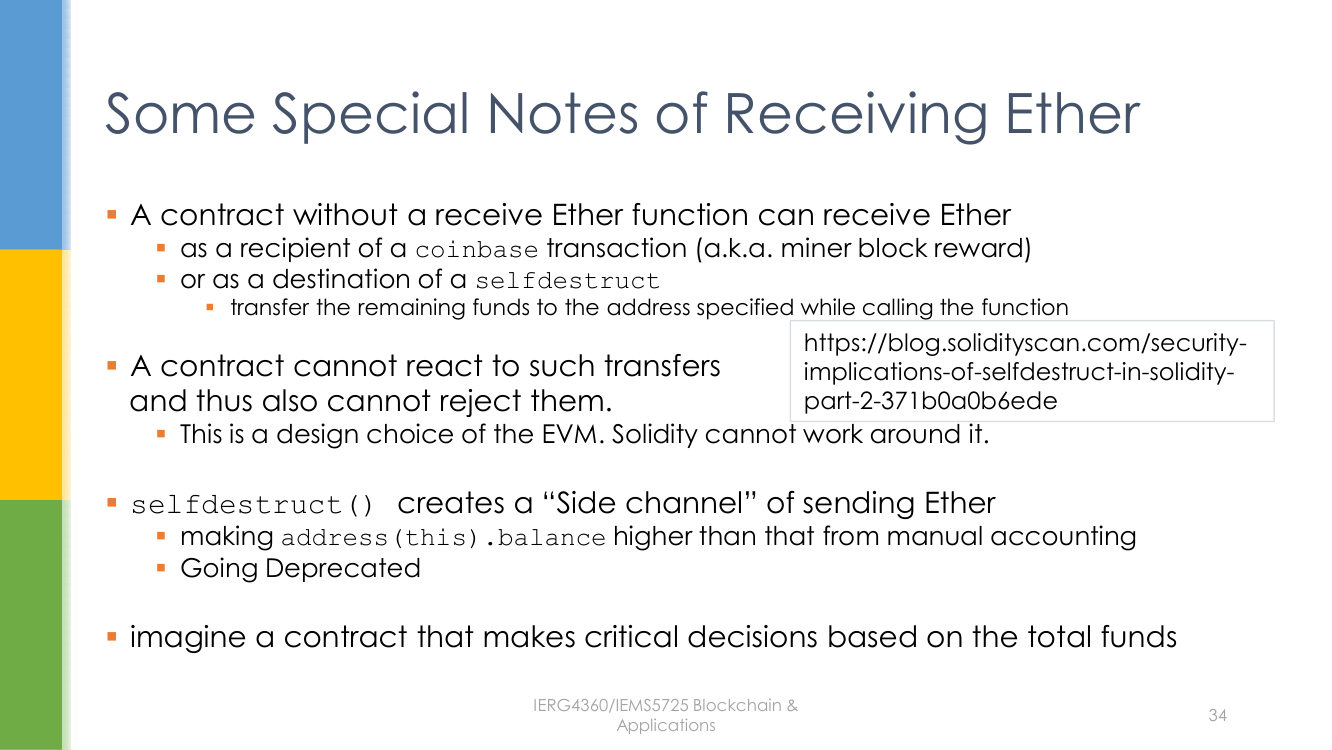 Some Special Notes of Receiving Ether
▪ A contract without a receive Ether function can receive Ether
▪ as a recipient of a coinbase transaction (a.k.a. miner block reward)
▪ or as a destination of a selfdestruct
▪ transfer the remaining funds to the address specified while calling the function
https://blog.solidityscan.com/security-
implications-of-selfdestruct-in-solidity-
part-2-371b0a0b6ede
▪ A contract cannot react to such transfers
and thus also cannot reject them.
▪ This is a design choice of the EVM. Solidity cannot work around it.
▪ selfdestruct() creates a “Side channel” of sending Ether
▪ making address(this).balance higher than that from manual accounting
▪ Going Deprecated
▪ imagine a contract that makes critical decisions based on the total funds
IERG4360/IEMS5725 Blockchain &
Applications
34